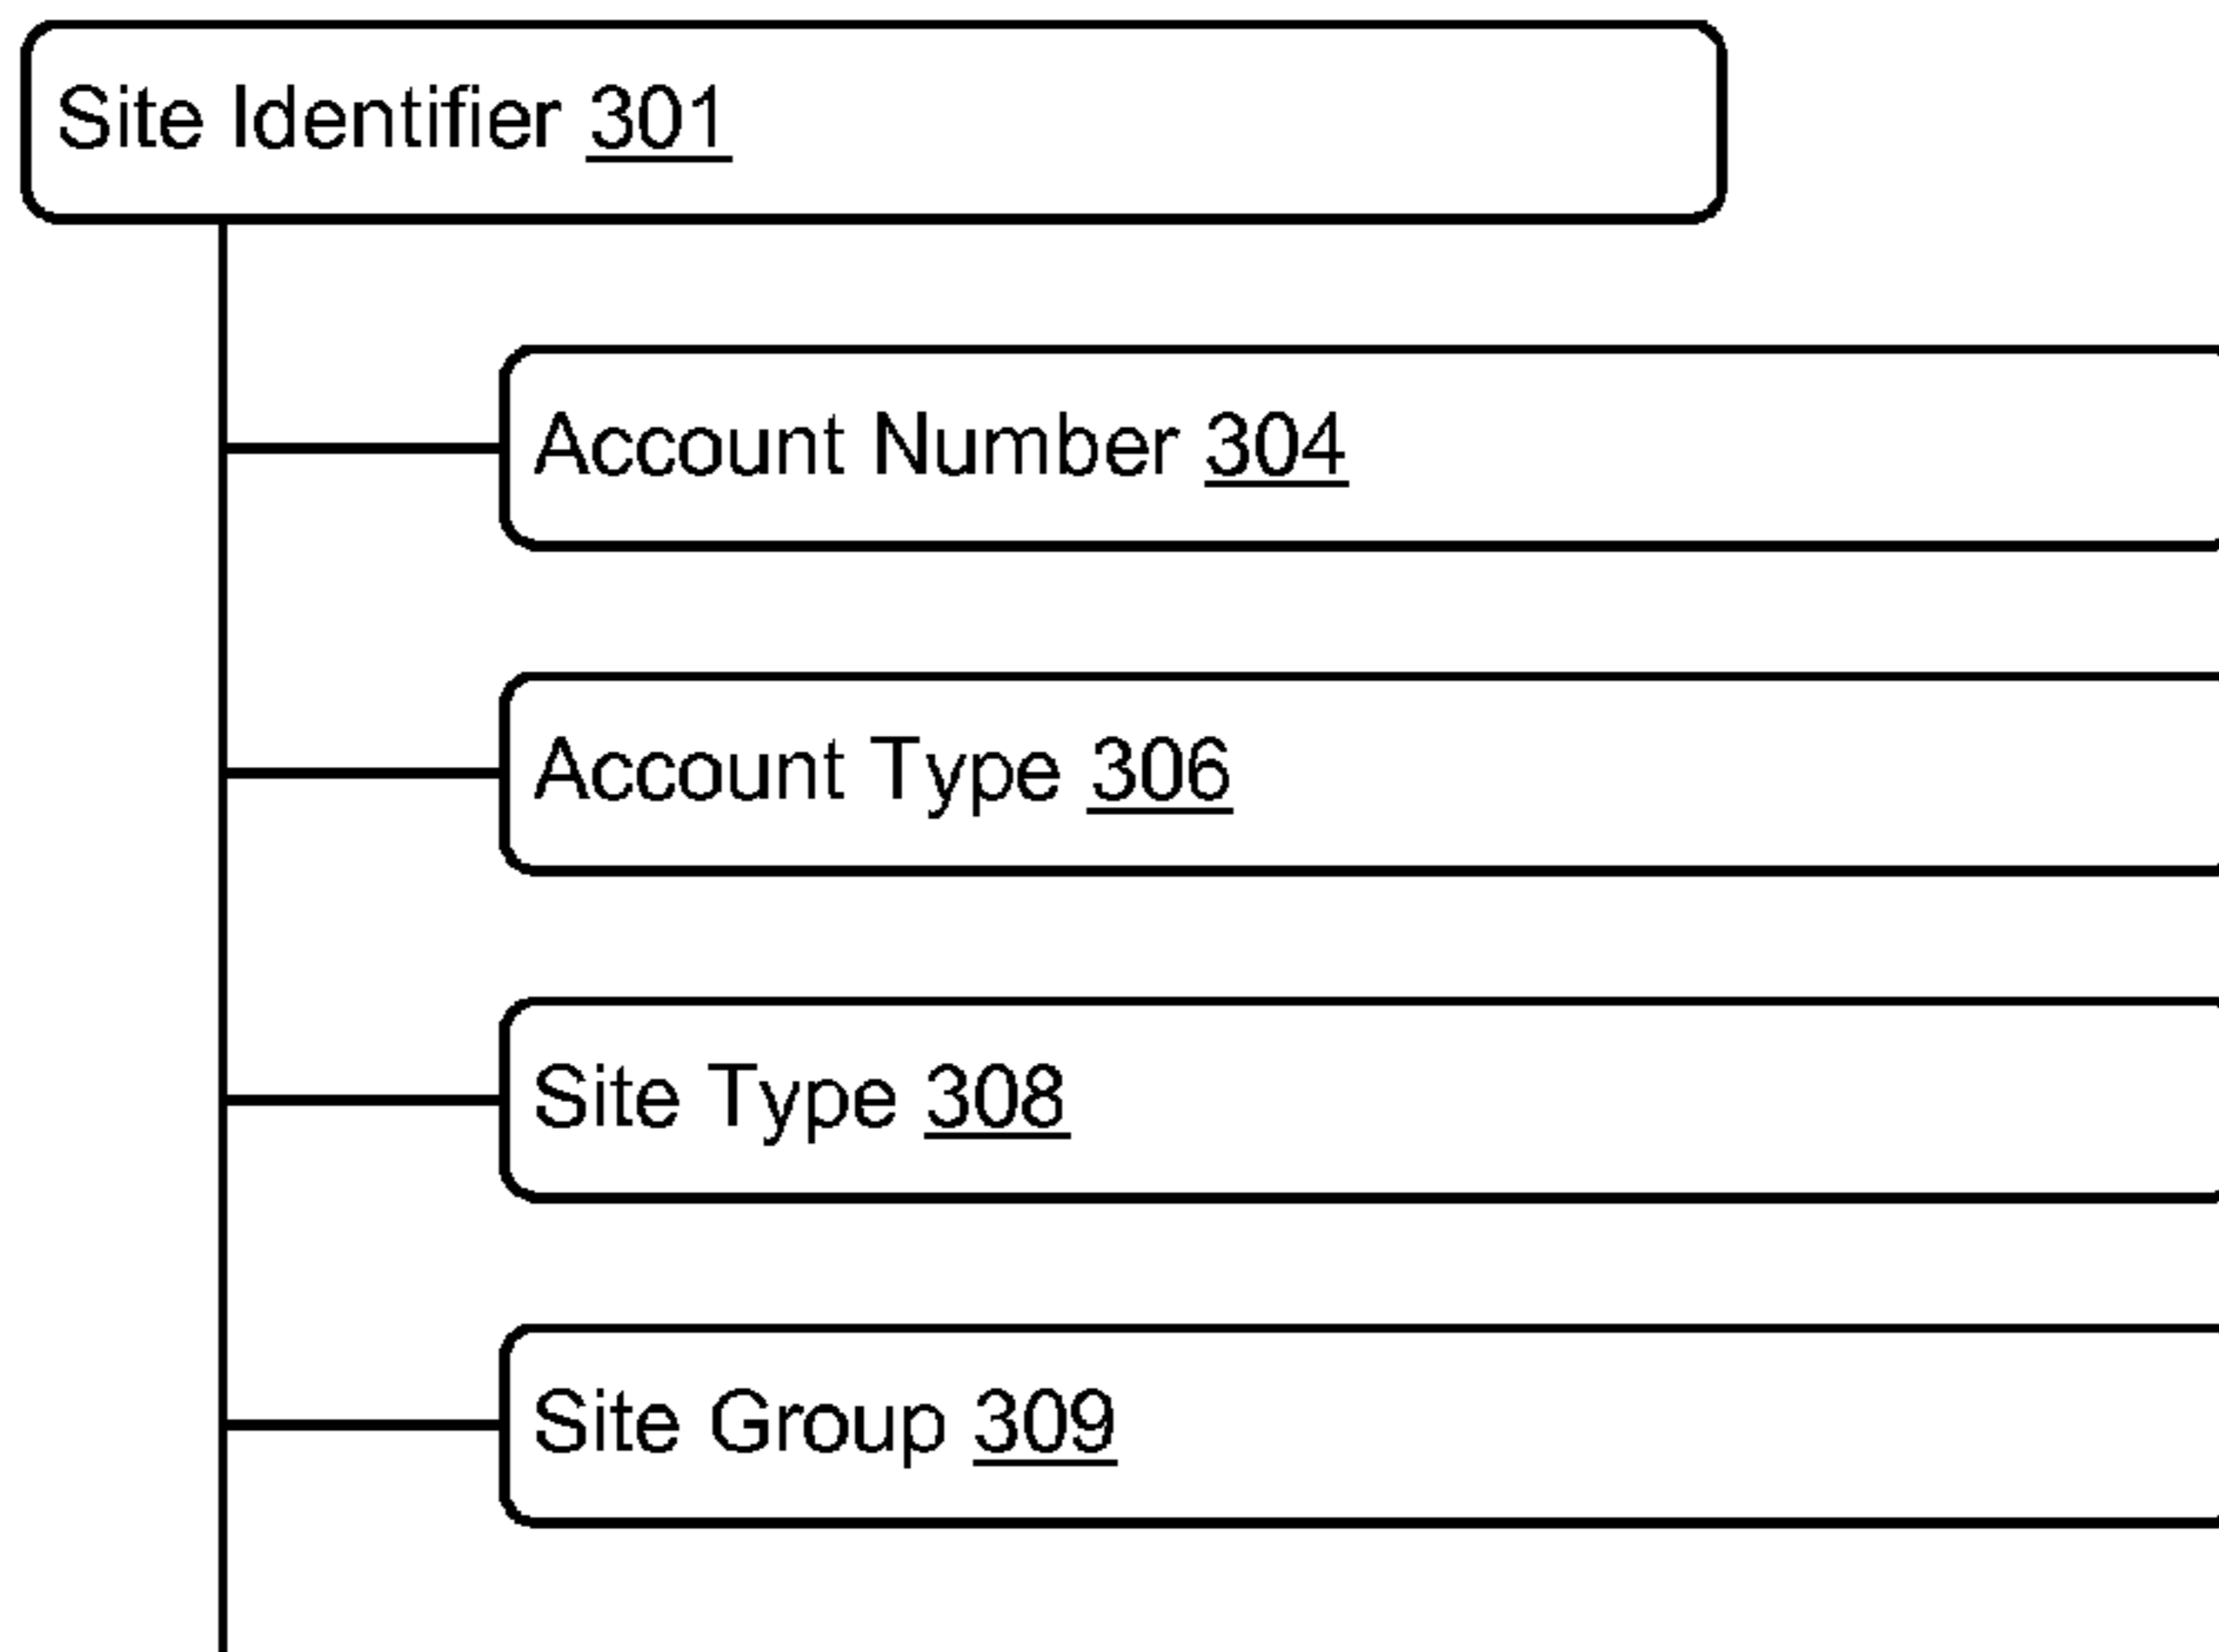 Site Identifier 301
Account Number 304
Account Type 306
Site Type 308
Site Group 309